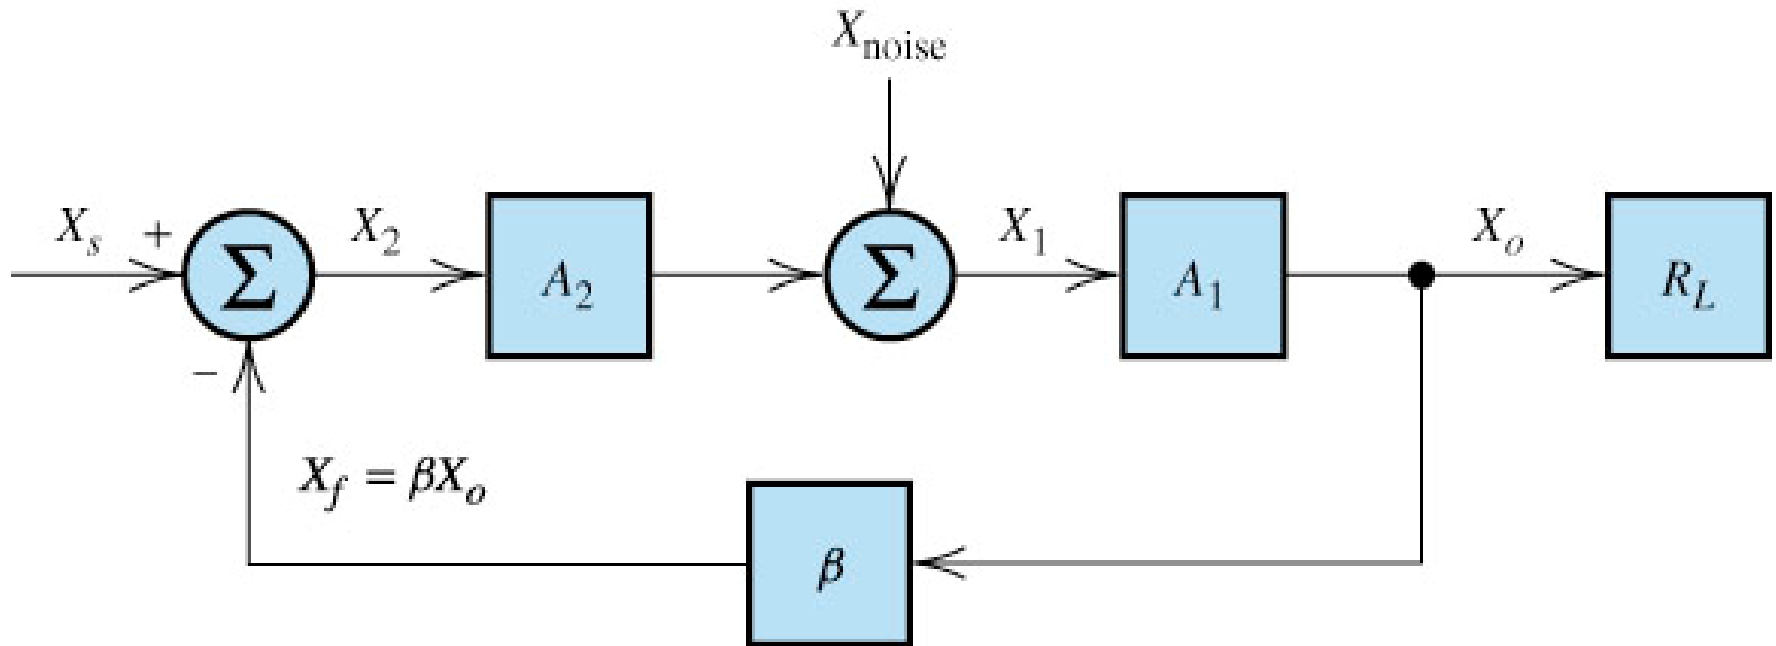 X_noise
X_s + Σ X_2 A_2 Σ X_1 A_1 X_o R_L
−
X_f = βX_o
β